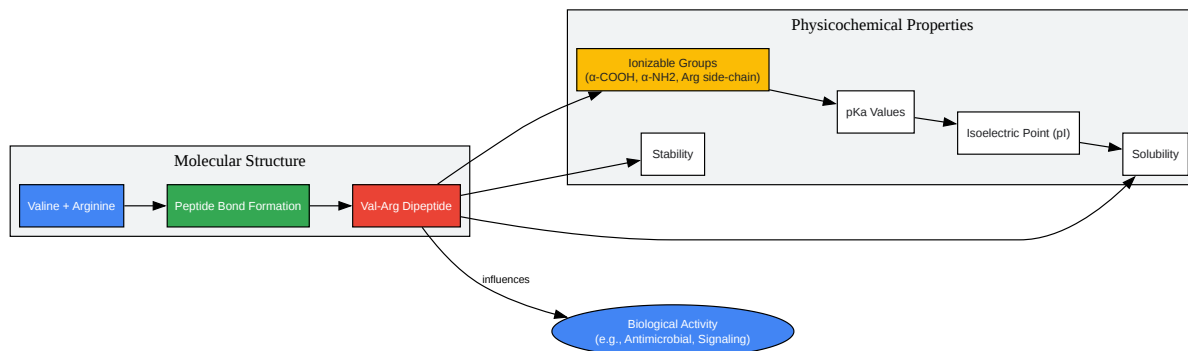 Physicochemical Properties
Ionizable Groups
(α-COOH, α-NH2, Arg side-chain)
pKa Values
Isoelectric Point (pI)
Stability
Solubility
Molecular Structure
Valine + Arginine
Peptide Bond Formation
Val-Arg Dipeptide
influences
Biological Activity
(e.g., Antimicrobial, Signaling)